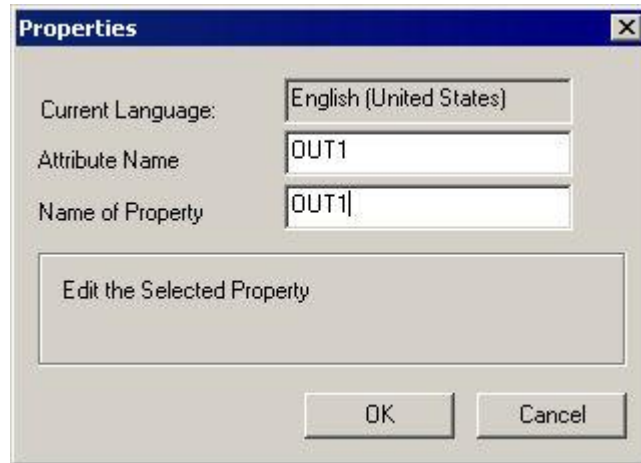 Properties
Current Language: English (United States)
Attribute Name OUT1
Name of Property OUT1
Edit the Selected Property
OK Cancel